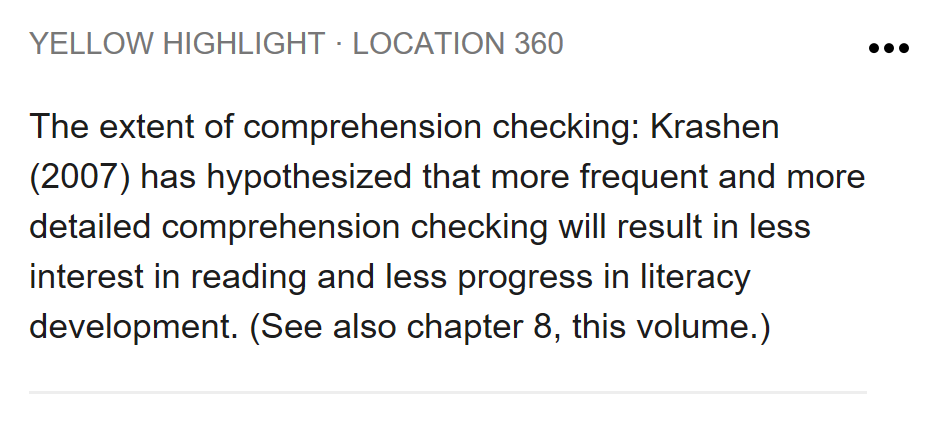 YELLOW HIGHLIGHT · LOCATION 360
The extent of comprehension checking: Krashen
(2007) has hypothesized that more frequent and more
detailed comprehension checking will result in less
interest in reading and less progress in literacy
development. (See also chapter 8, this volume.)